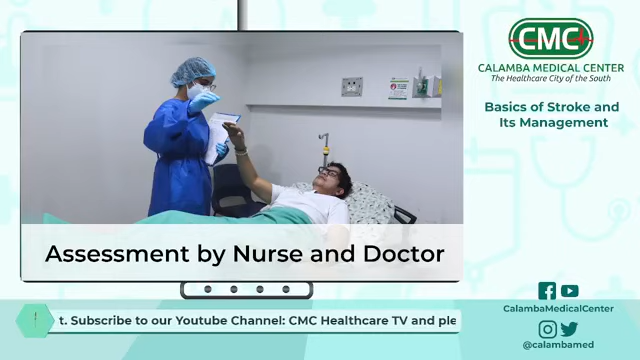 CMC
CALAMBA MEDICAL CENTER
The Healthcare City of the South
Basics of Stroke and
Its Management
Assessment by Nurse and Doctor
CalambaMedicalCenter
@calambamed
t. Subscribe to our Youtube Channel: CMC Healthcare TV and ple